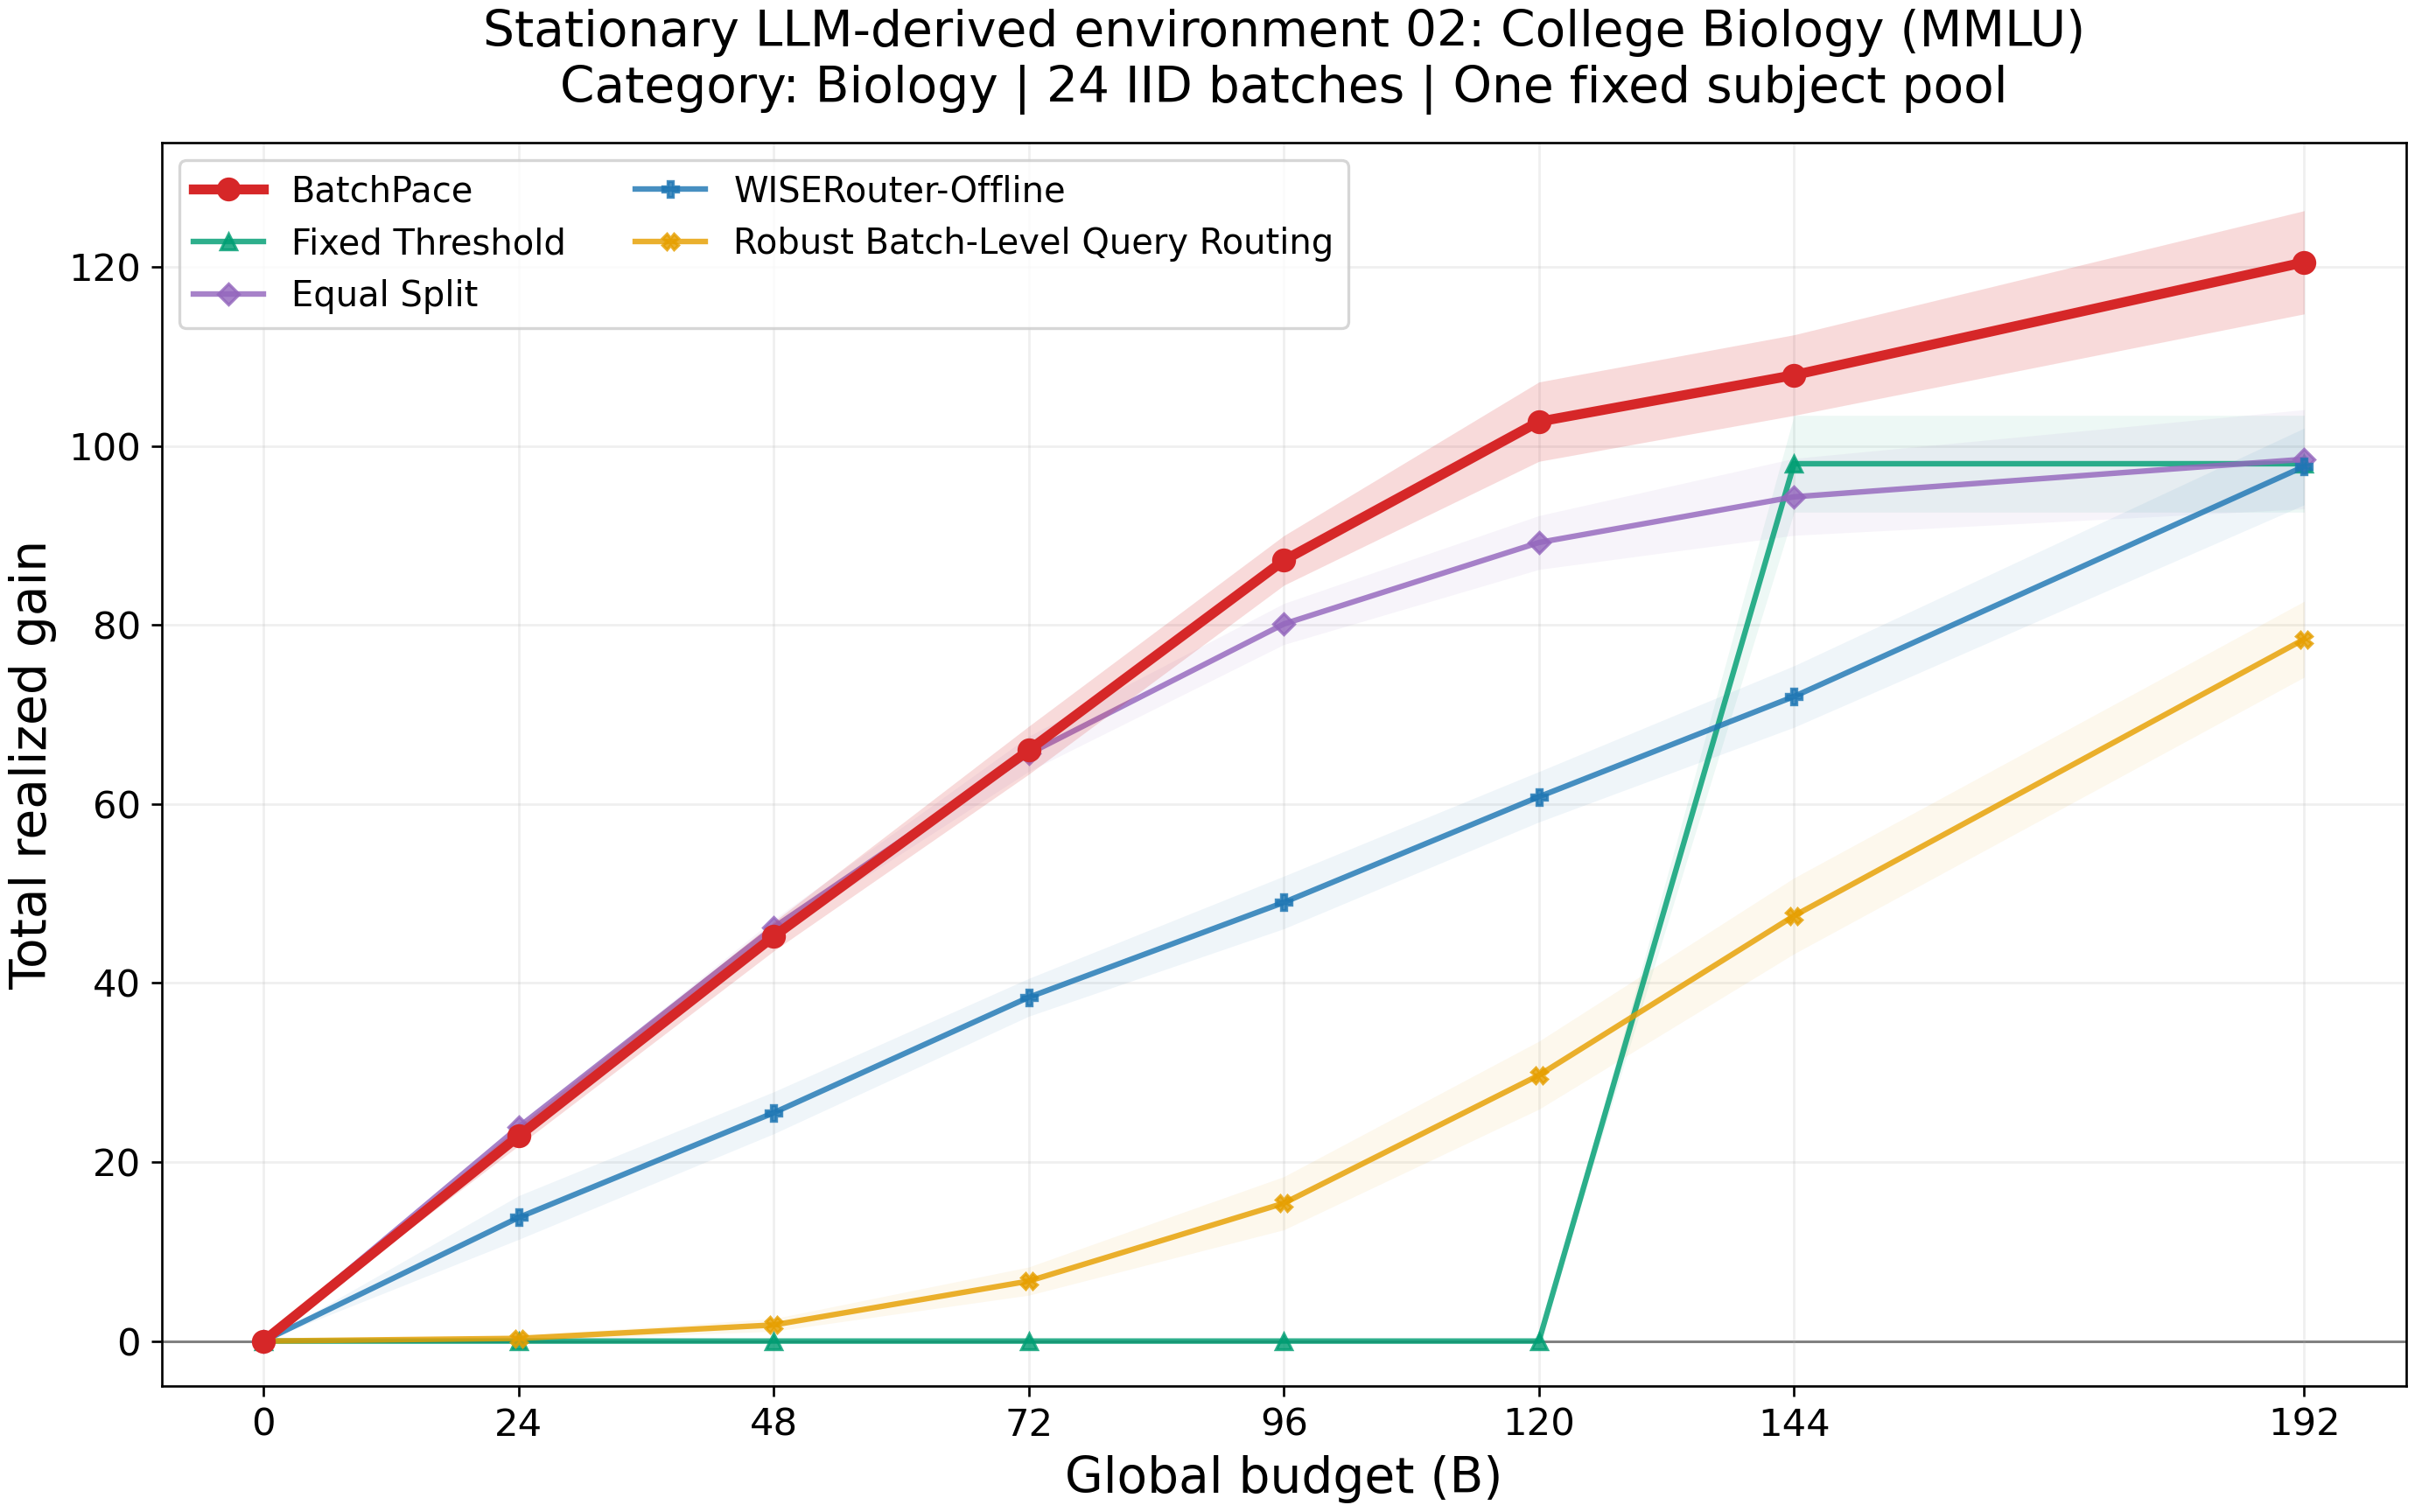 Stationary LLM-derived environment 02: College Biology (MMLU)
Category: Biology | 24 IID batches | One fixed subject pool
BatchPace
Fixed Threshold
Equal Split
WISERouter-Offline
Robust Batch-Level Query Routing
Total realized gain
120
100
80
60
40
20
0
0 24 48 72 96 120 144 192
Global budget (B)